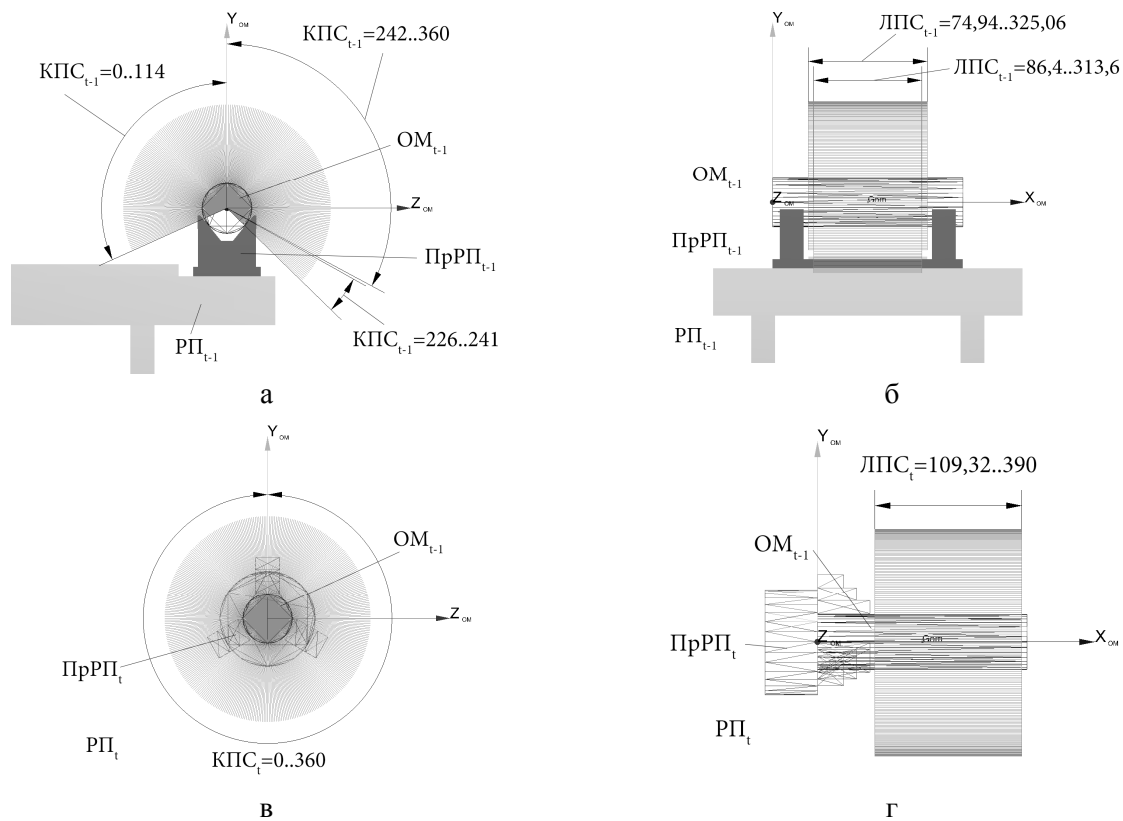 Y ОМ
КПС t-1 =242..360
КПС t-1 =0..114
ОМ t-1
Z ОМ
ПрРП t-1
РП t-1
КПС t-1 =226..241
а
Y ОМ
ЛПС t-1 =74,94..325,06
ЛПС t-1 =86,4..313,6
ОМ t-1
Gom
Z ОМ
X ОМ
ПрРП t-1
РП t-1
б
Y ОМ
ОМ t-1
Z ОМ
ПрРП t
РП t
КПС t =0..360
в
Y ОМ
ЛПС t =109,32..390
ОМ t-1
Gom
Z ОМ
X ОМ
ПрРП t
РП t
г